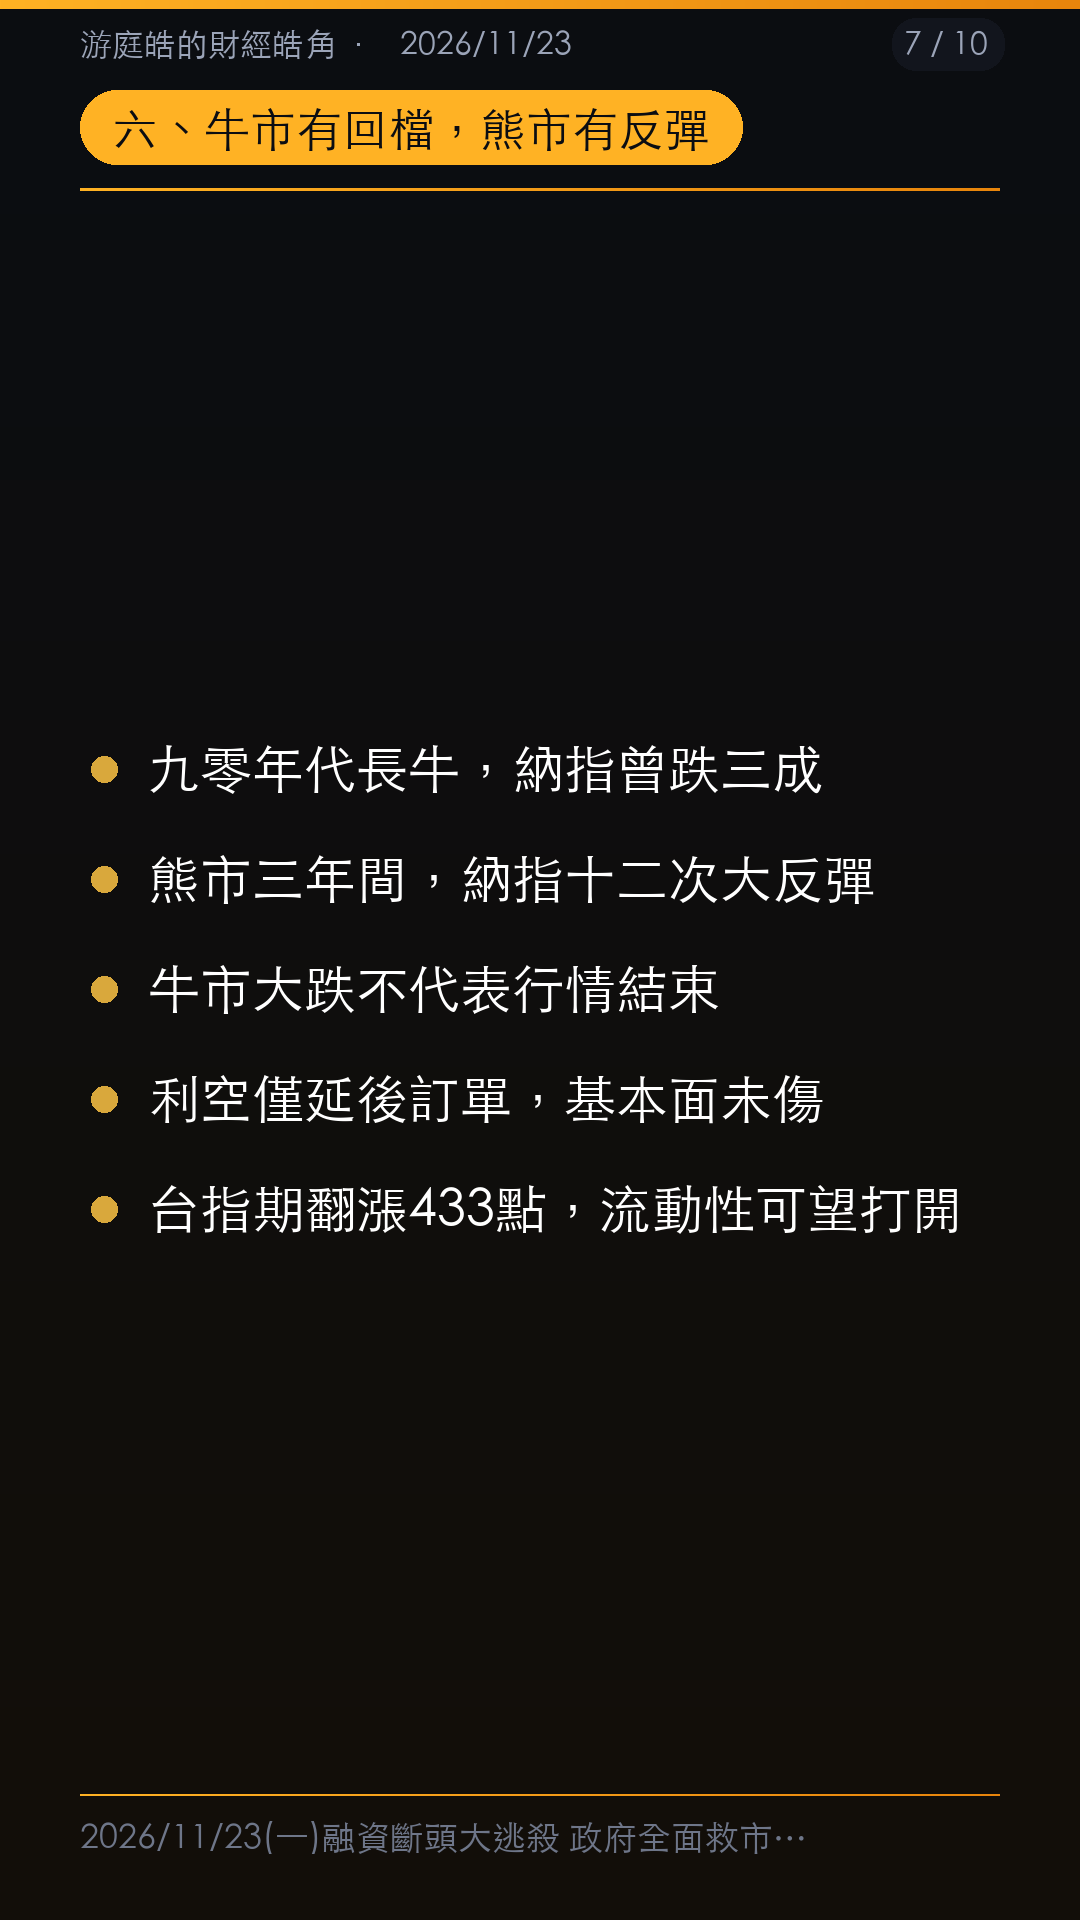 游庭皓的財經皓角 · 2026/11/23
7 / 10
六、牛市有回檔，熊市有反彈
九零年代長牛，納指曾跌三成
熊市三年間，納指十二次大反彈
牛市大跌不代表行情結束
利空僅延後訂單，基本面未傷
台指期翻漲433點，流動性可望打開
2026/11/23(一)融資斷頭大逃殺 政府全面救市⋯